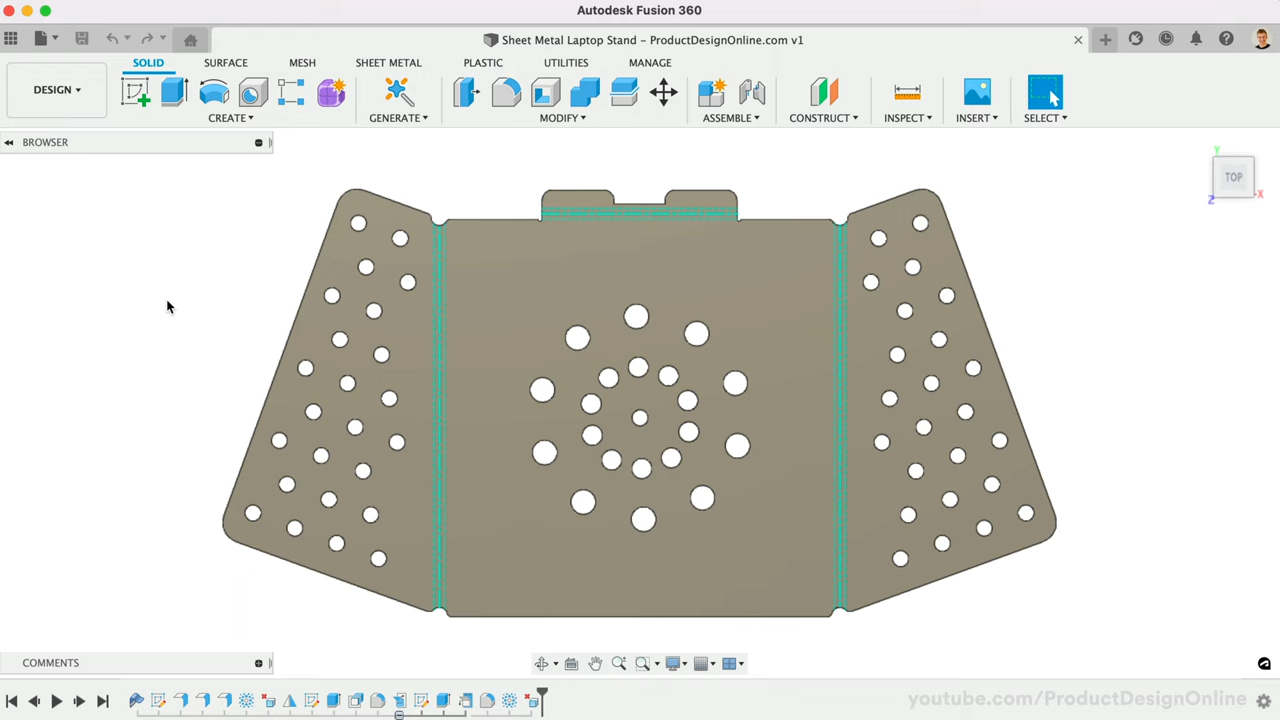 Autodesk Fusion 360
Sheet Metal Laptop Stand - ProductDesignOnline.com v1
DESIGN
SOLID
SURFACE
MESH
SHEET METAL
PLASTIC
UTILITIES
MANAGE
CREATE
GENERATE
MODIFY
ASSEMBLE
CONSTRUCT
INSPECT
INSERT
SELECT
BROWSER
Y
TOP
X
Z
COMMENTS
youtube.com/ProductDesignOnline